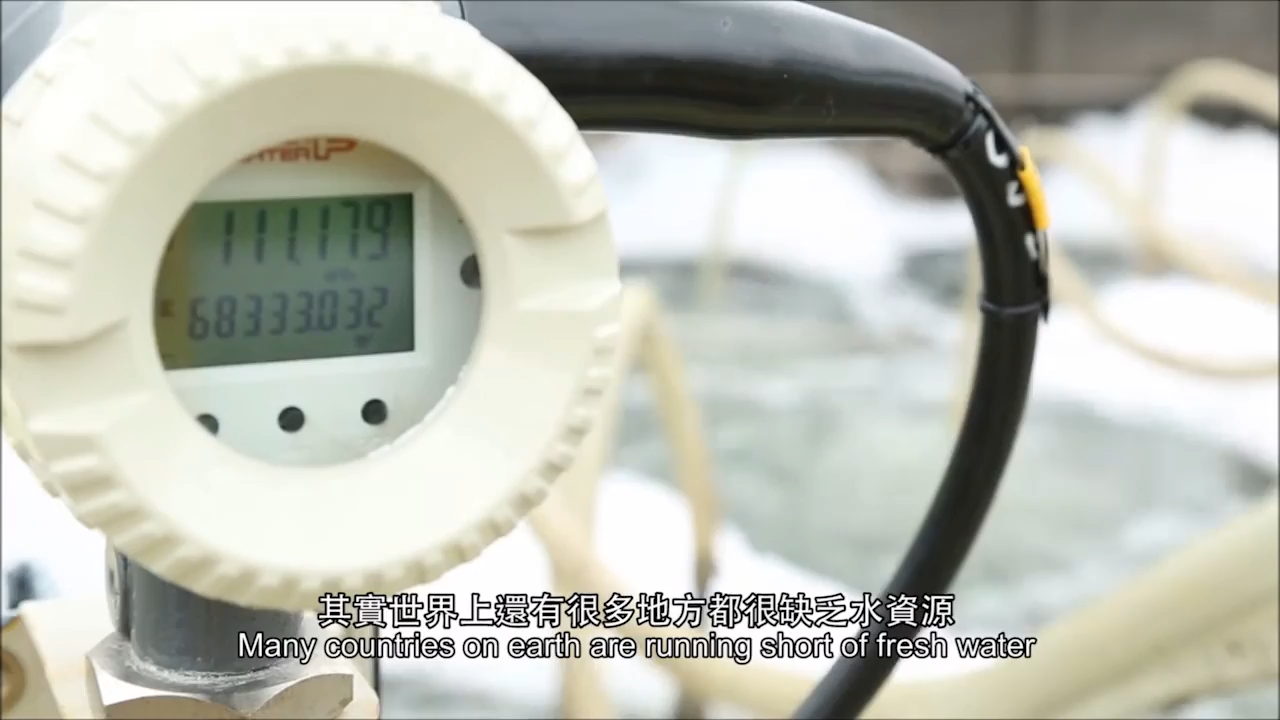 111.179
68333.032
其實世界上還有很多地方都很缺乏水資源
Many countries on earth are running short of fresh water